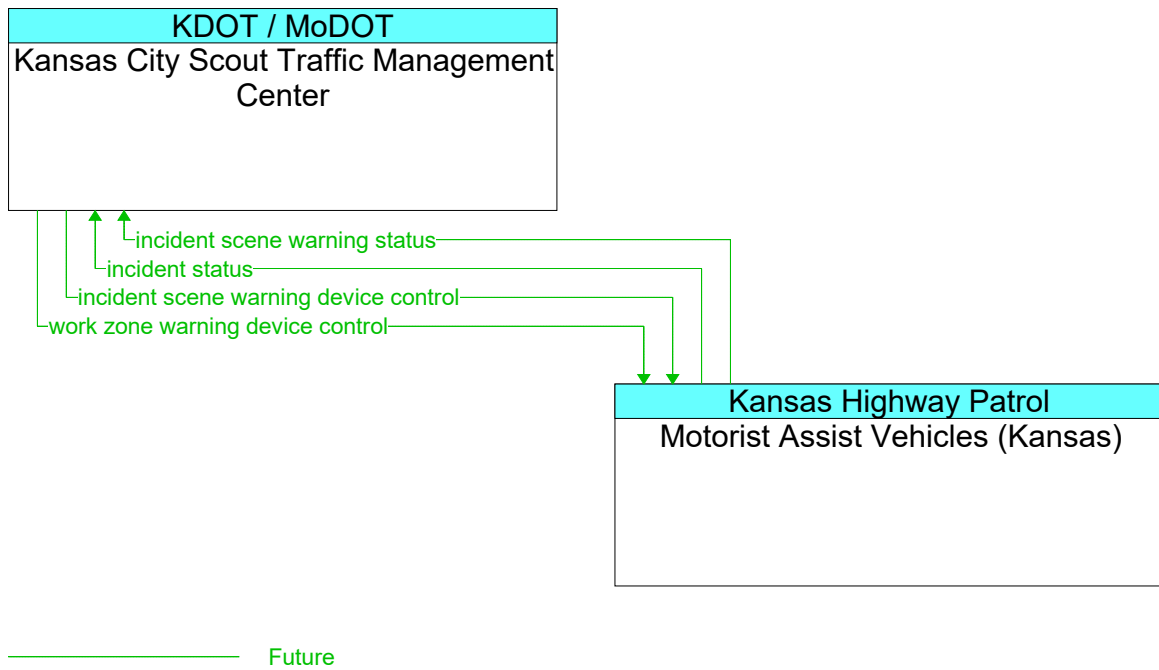 KDOT / MoDOT
Kansas City Scout Traffic Management
Center
incident scene warning status
incident status
incident scene warning device control
work zone warning device control
Kansas Highway Patrol
Motorist Assist Vehicles (Kansas)
Future